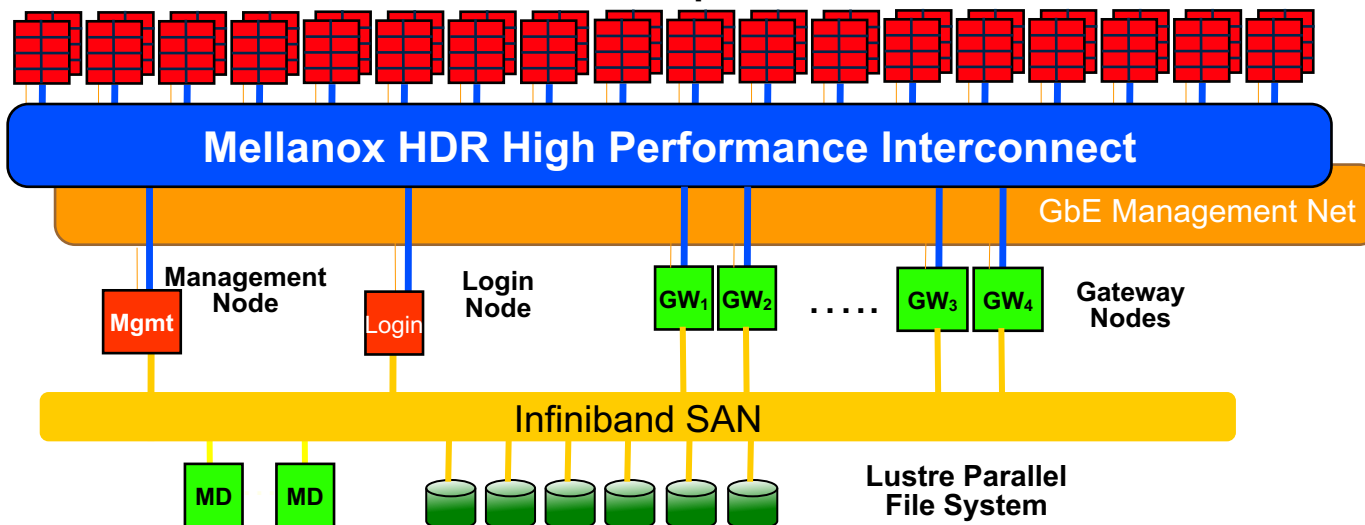 Mellanox HDR High Performance Interconnect
GbE Management Net
Management
Node
Login
Node
Gateway
Nodes
Mgmt
Login
GW₁
GW₂
.....
GW₃
GW₄
Infiniband SAN
MD
MD
Lustre Parallel
File System